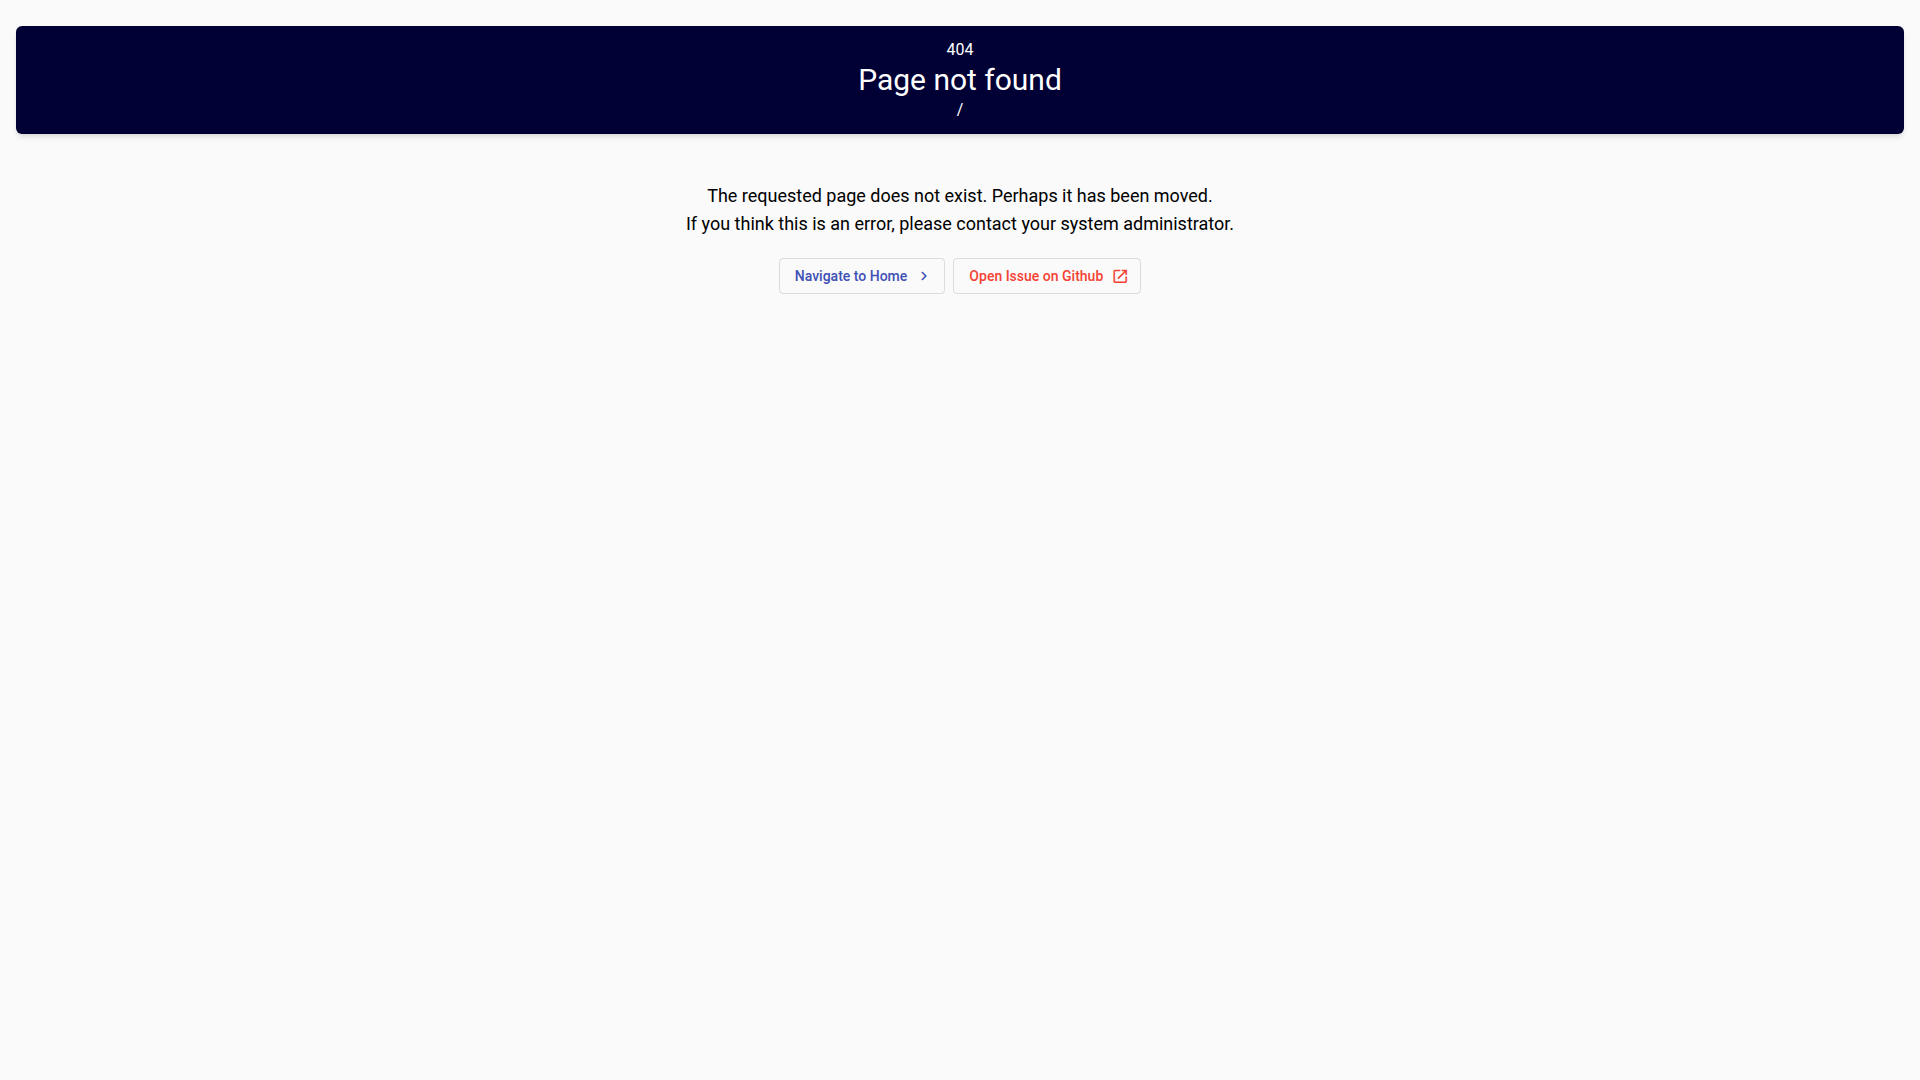 404
Page not found
/
The requested page does not exist. Perhaps it has been moved.
If you think this is an error, please contact your system administrator.
Navigate to Home
Open Issue on Github